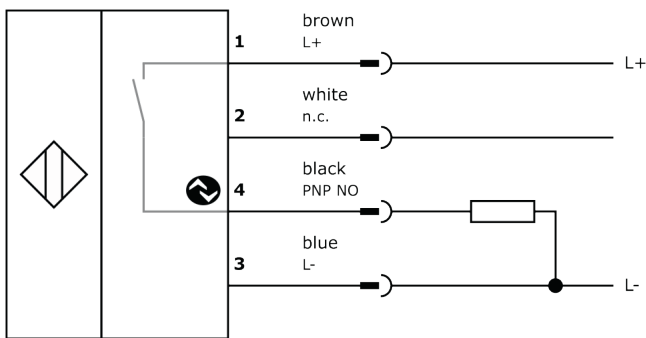 brown
1 L+
L+
white
2 n.c.
black
4 PNP NO
blue
3 L-
L-